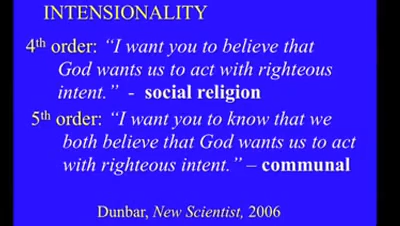 INTENSIONALITY
4th order: “I want you to believe that
God wants us to act with righteous
intent.” - social religion
5th order: “I want you to know that we
both believe that God wants us to act
with righteous intent.” – communal
Dunbar, New Scientist, 2006